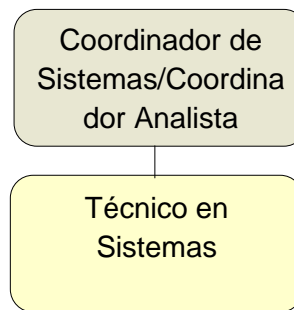 Coordinador de
Sistemas/Coordina
dor Analista
Técnico en
Sistemas